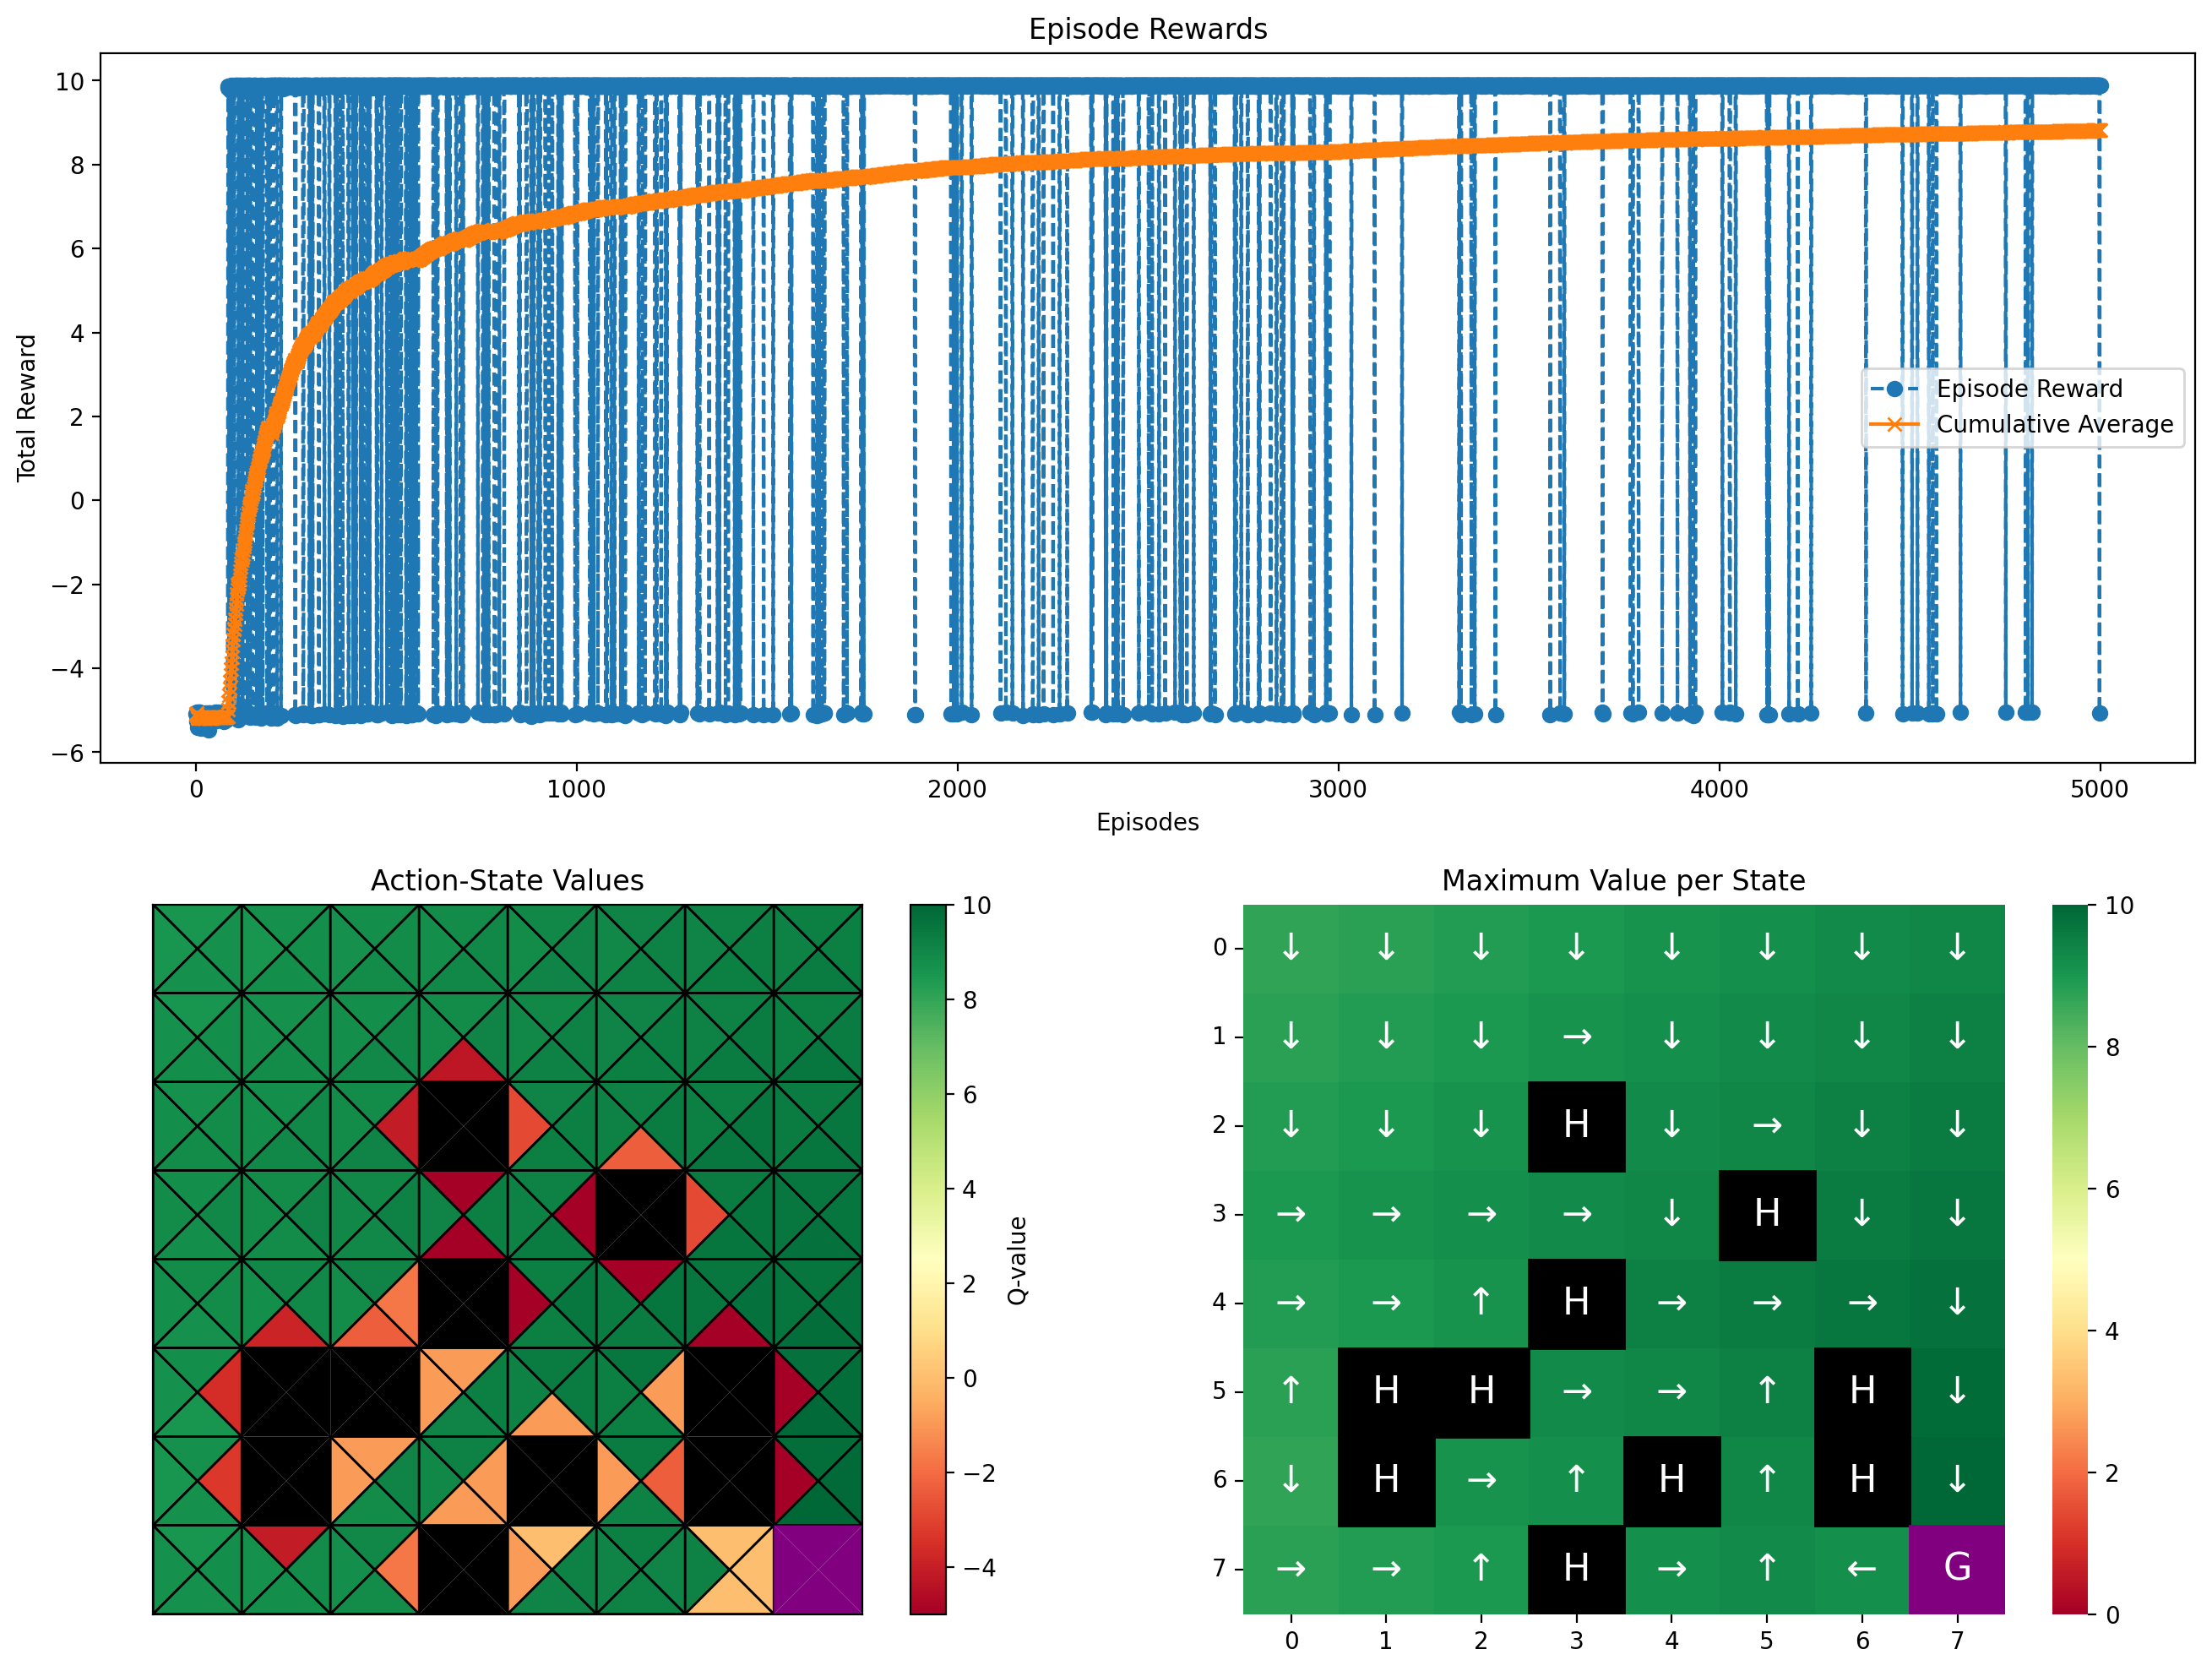 Episode Rewards
10
8
6
4
2
0
−2
−4
−6
Total Reward
Episode Reward
Cumulative Average
0 1000 2000 3000 4000 5000
Episodes
Action-State Values
10
8
6
4
2
0
−2
−4
Q-value
Maximum Value per State
0 ↓ ↓ ↓ ↓ ↓ ↓ ↓ ↓
1 ↓ ↓ ↓ → ↓ ↓ ↓ ↓
2 ↓ ↓ ↓ H ↓ → ↓ ↓
3 → → → → ↓ H ↓ ↓
4 → → ↑ H → → → ↓
5 ↑ H H → → ↑ H ↓
6 ↓ H → ↑ H ↑ H ↓
7 → → ↑ H → ↑ ← G
0 1 2 3 4 5 6 7
10
8
6
4
2
0